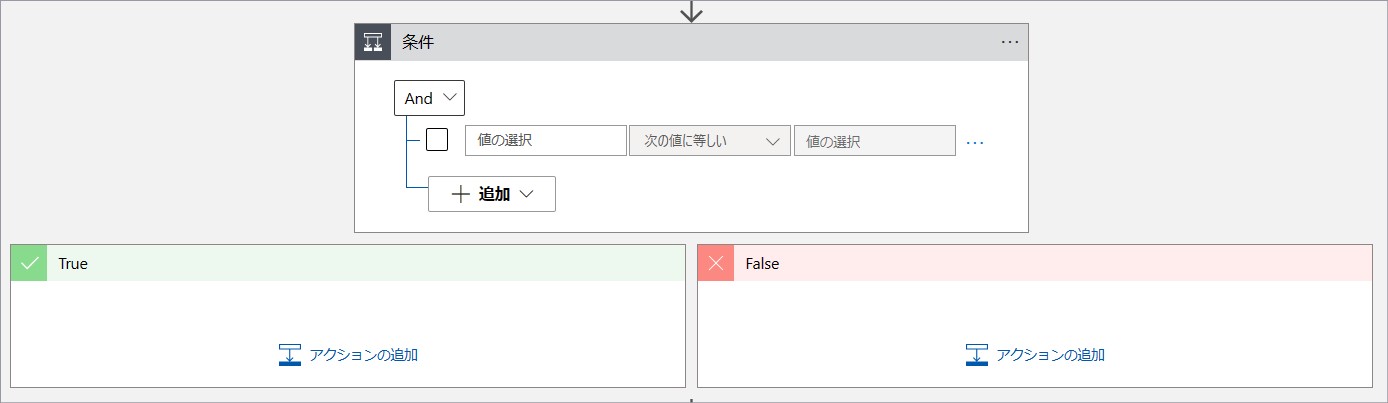 条件
And
値の選択
次の値に等しい
値の選択
追加
True
False
アクションの追加
アクションの追加